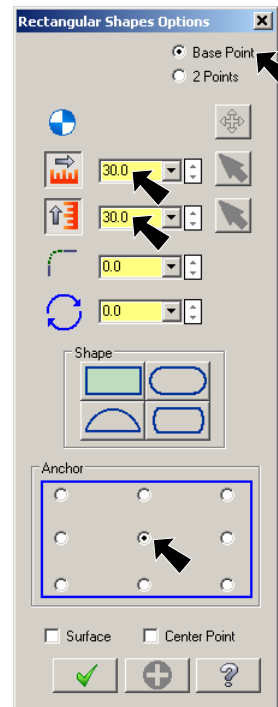 Rectangular Shapes Options
Base Point
2 Points
30.0
30.0
0.0
0.0
Shape
Anchor
Surface Center Point